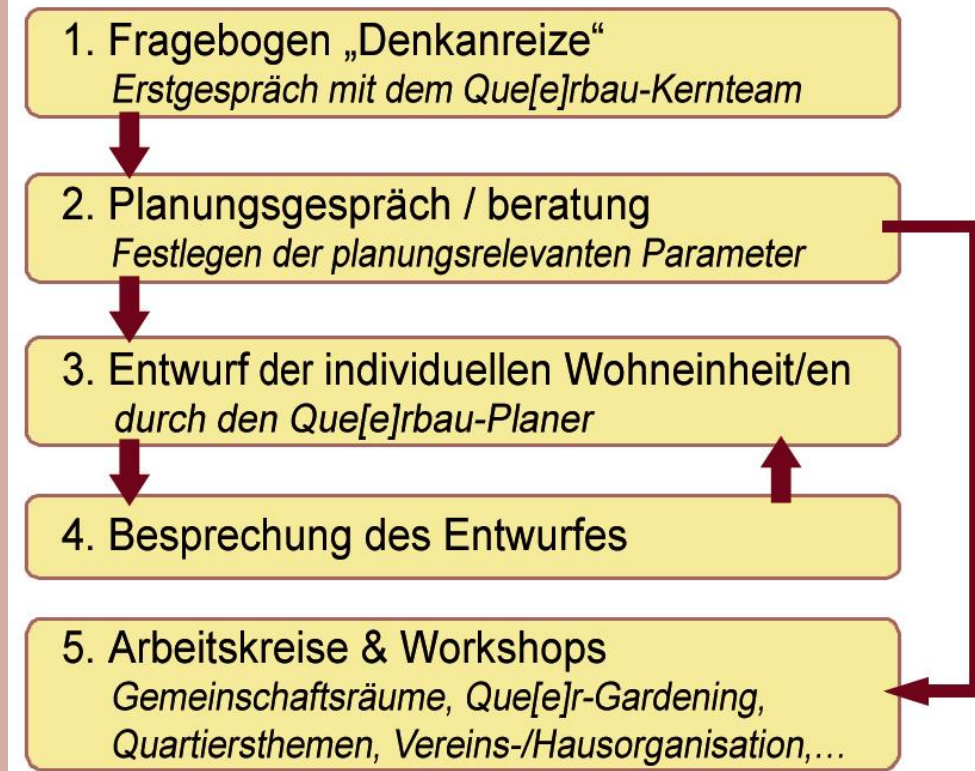 1. Fragebogen „Denkanreize“
Erstgespräch mit dem Que[e]rbau-Kernteam
2. Planungsgespräch / beratung
Festlegen der planungsrelevanten Parameter
3. Entwurf der individuellen Wohneinheit/en
durch den Que[e]rbau-Planer
4. Besprechung des Entwurfes
5. Arbeitskreise & Workshops
Gemeinschaftsräume, Que[e]r-Gardening,
Quartiersthemen, Vereins-/Hausorganisation,…